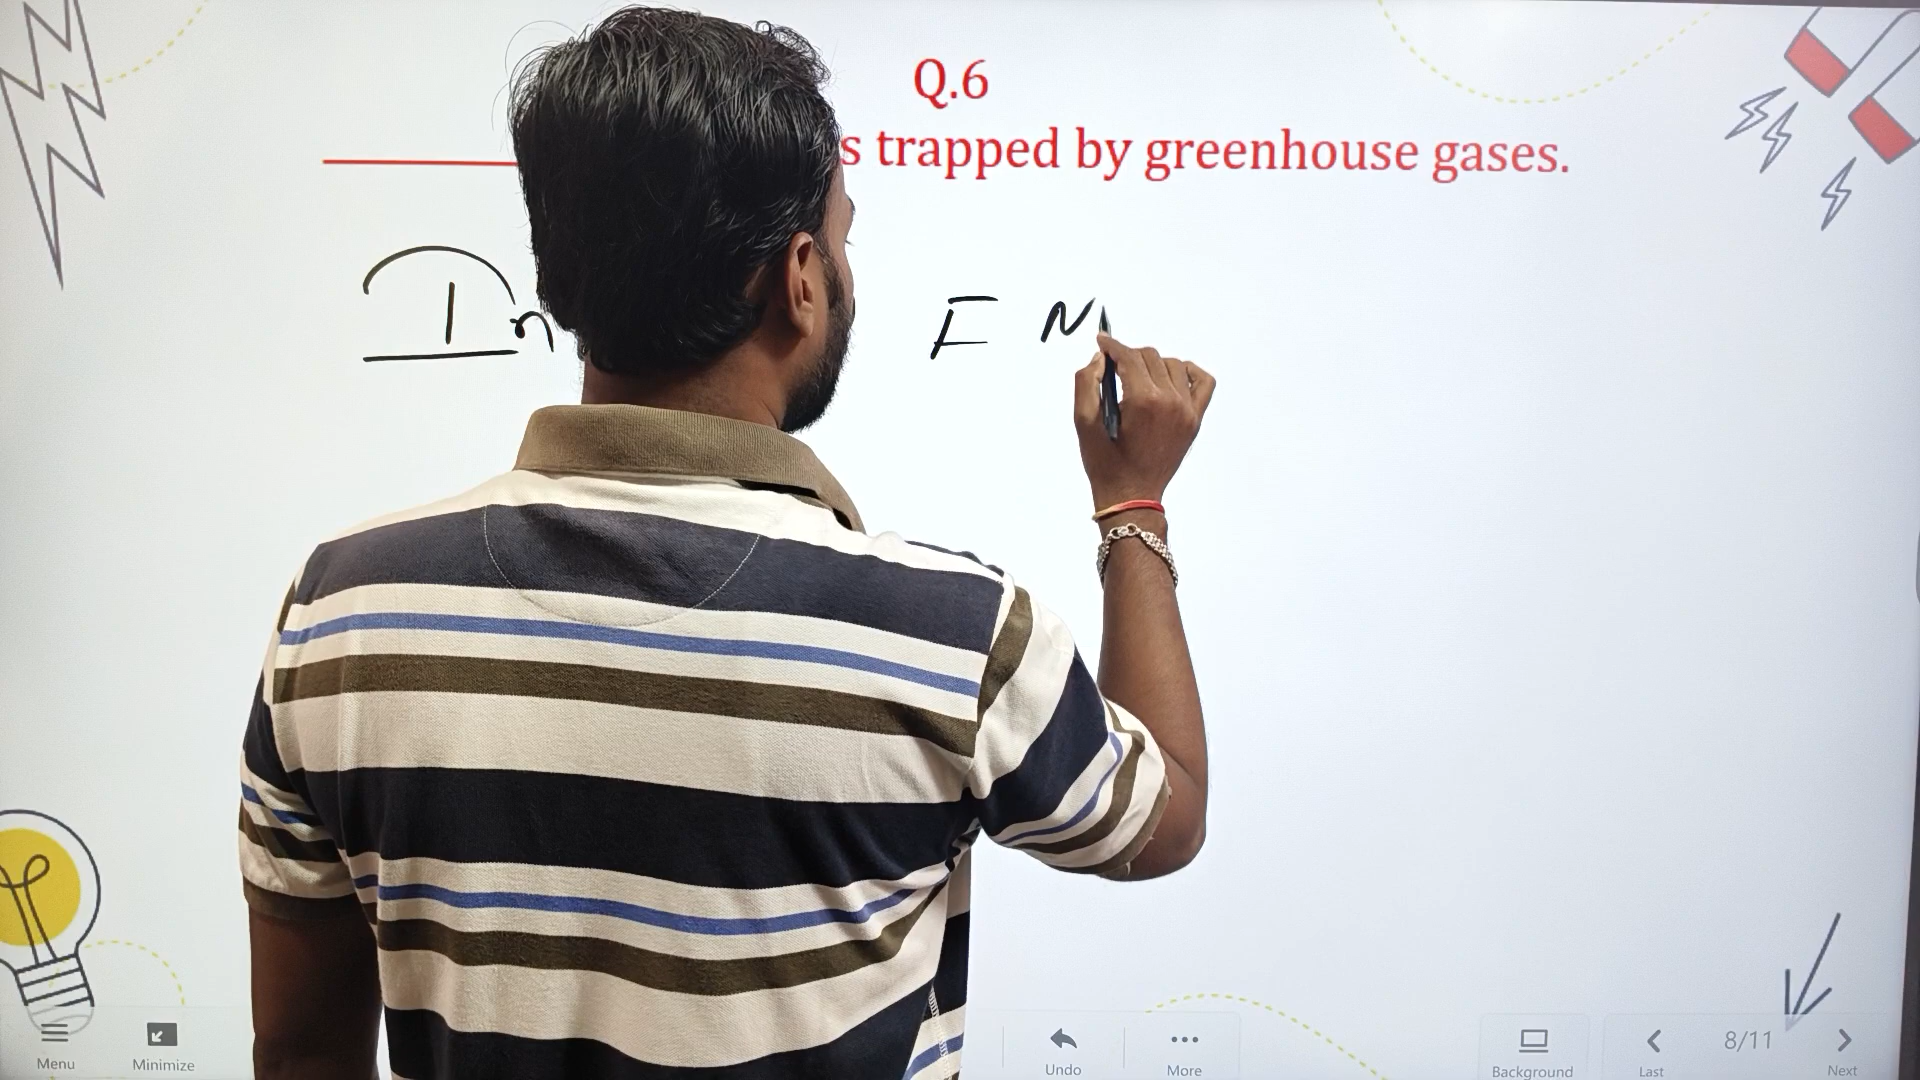 Q.6
s trapped by greenhouse gases.
In E N
Menu Minimize Undo More Background Last 8/11 Next